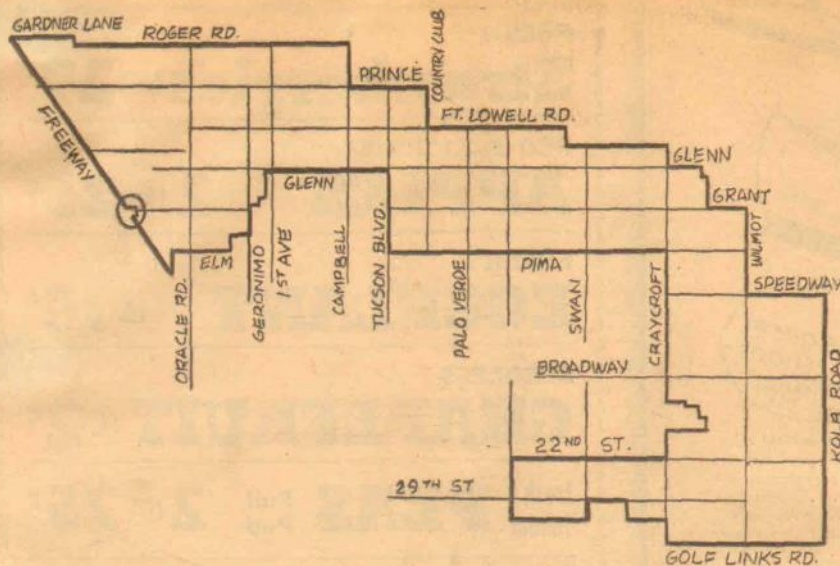 GARDNER LANE
ROGER RD.
PRINCE
COUNTRY CLUB
FT. LOWELL RD.
FREEWAY
GLENN
GLENN
GRANT
WILMOT
ELM
GERONIMO
1ST AVE
CAMPBELL
TUCSON BLVD.
PIMA
ORACLE RD.
PALO VERDE
SWAN
CRAYCROFT
SPEEDWAY
BROADWAY
KOLB ROAD
22ND ST.
29TH ST
GOLF LINKS RD.